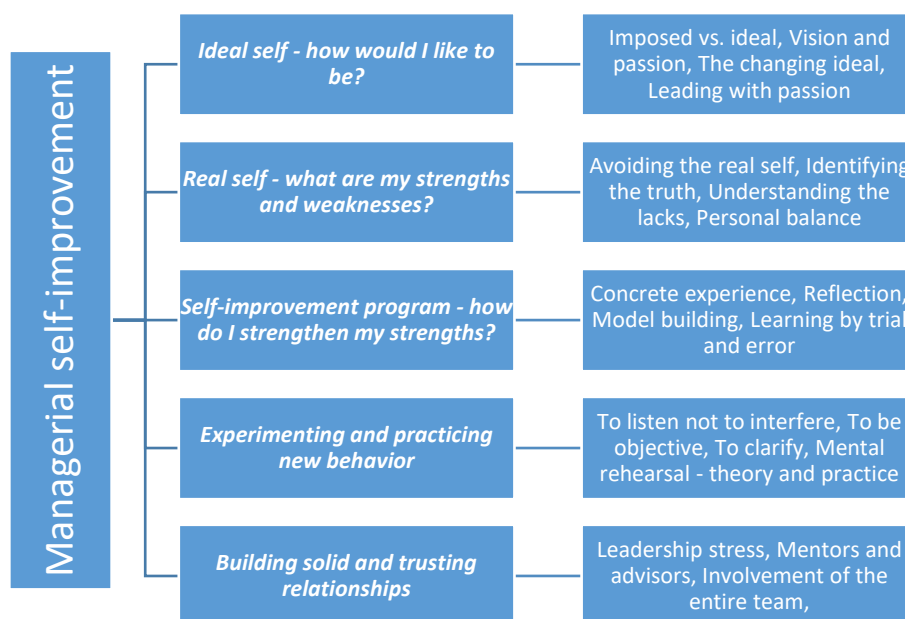 Managerial self-improvement
Ideal self - how would I like to
be?
Imposed vs. ideal, Vision and
passion, The changing ideal,
Leading with passion
Real self - what are my strengths
and weaknesses?
Avoiding the real self, Identifying
the truth, Understanding the
lacks, Personal balance
Self-improvement program - how
do I strengthen my strengths?
Concrete experience, Reflection,
Model building, Learning by trial
and error
Experimenting and practicing
new behavior
To listen not to interfere, To be
objective, To clarify, Mental
rehearsal - theory and practice
Building solid and trusting
relationships
Leadership stress, Mentors and
advisors, Involvement of the
entire team,